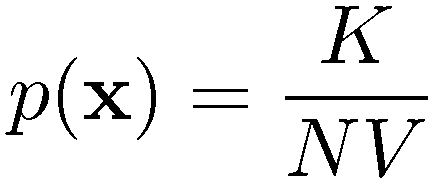 p(𝐱) = K / NV